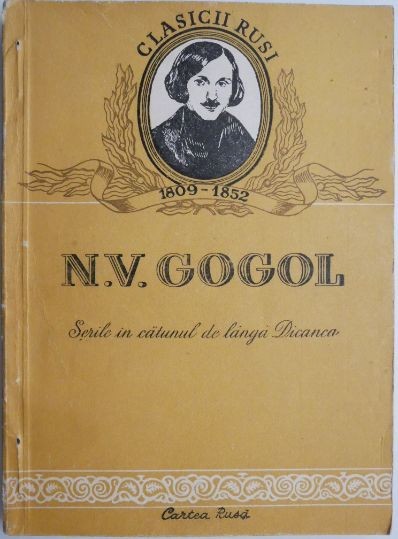 CLASICII RUSI
1809-1852
N.V. GOGOL
Serile în cătunul de lângă Dicanca
Cartea Rusă